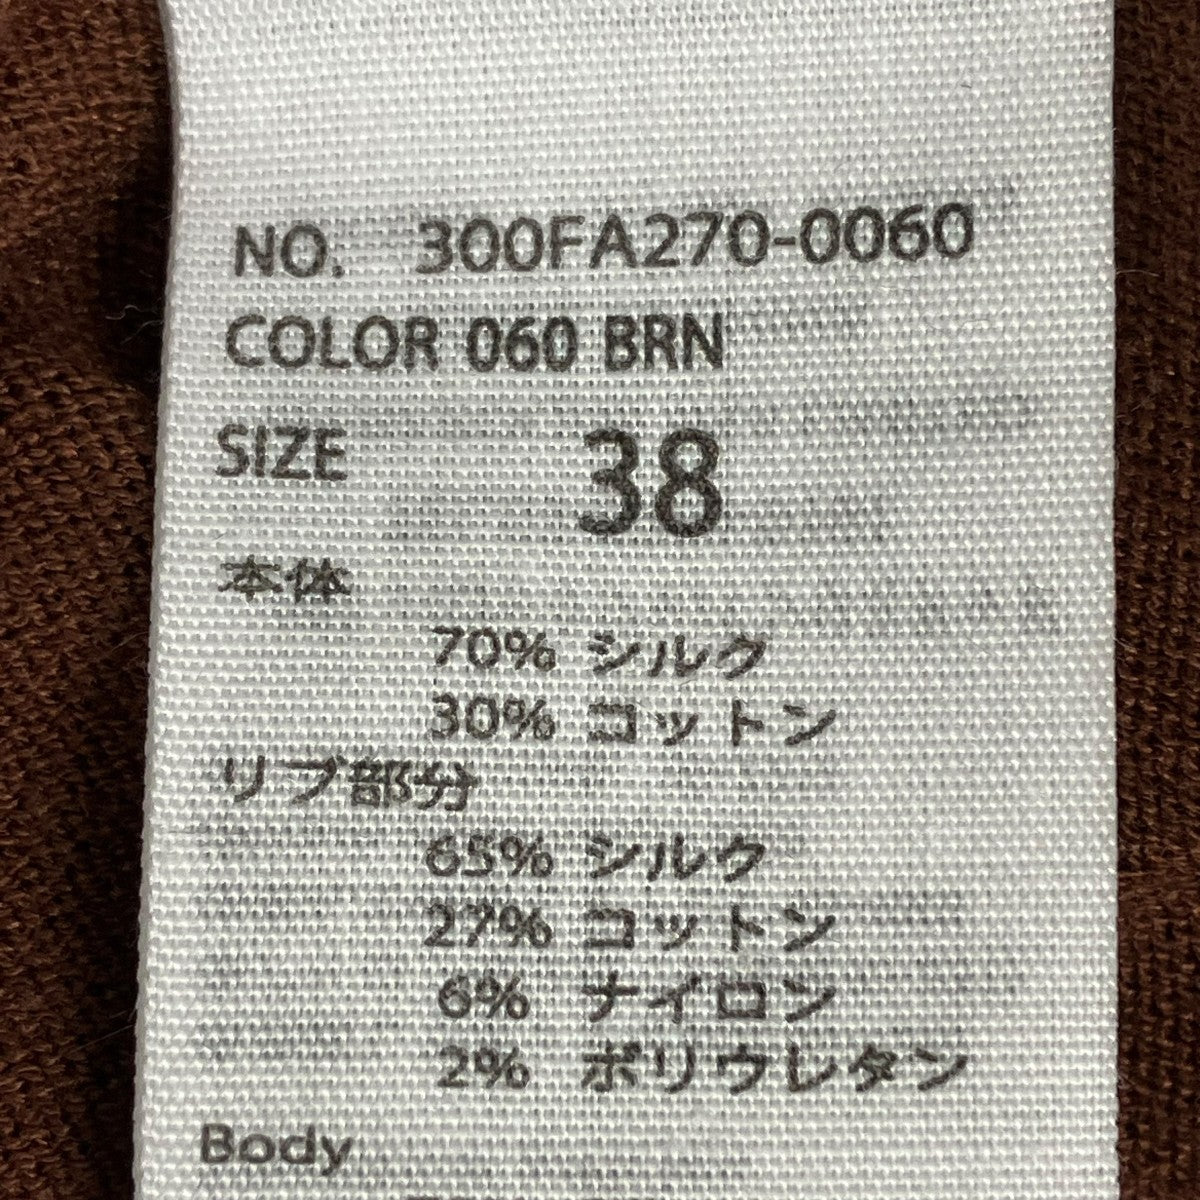 NO. 300FA270-0060
COLOR 060 BRN
SIZE 38
本体
70% シルク
30% コットン
リブ部分
65% シルク
27% コットン
6% ナイロン
2% ポリウレタン
Body